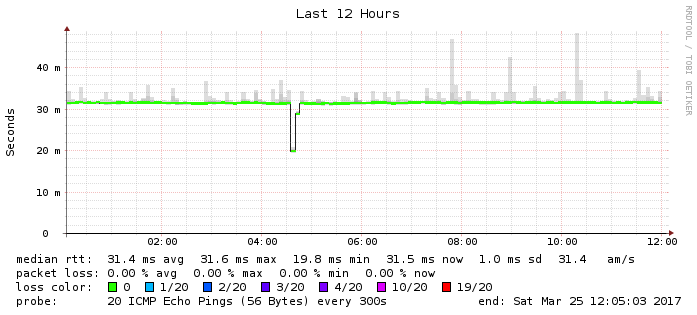 Last 12 Hours
RRDTOOL / TOBI OETIKER
Seconds
40 m
30 m
20 m
10 m
0
02:00 04:00 06:00 08:00 10:00 12:00
median rtt: 31.4 ms avg 31.6 ms max 19.8 ms min 31.5 ms now 1.0 ms sd 31.4 am/s
packet loss: 0.00 % avg 0.00 % max 0.00 % min 0.00 % now
loss color: 0 1/20 2/20 3/20 4/20 10/20 19/20
probe: 20 ICMP Echo Pings (56 Bytes) every 300s end: Sat Mar 25 12:05:03 2017